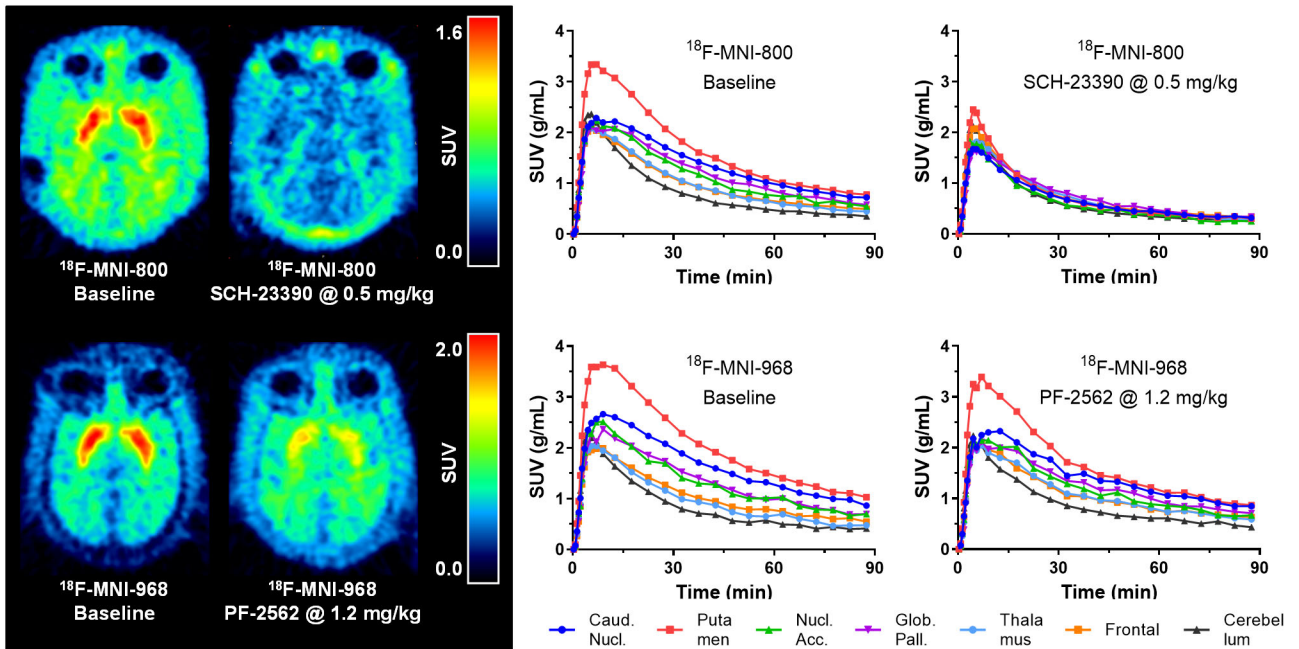 1.6
SUV
0.0
¹⁸F-MNI-800
Baseline
¹⁸F-MNI-800
SCH-23390 @ 0.5 mg/kg
2.0
SUV
0.0
¹⁸F-MNI-968
Baseline
¹⁸F-MNI-968
PF-2562 @ 1.2 mg/kg
¹⁸F-MNI-800
Baseline
SUV (g/mL)
4
3
2
1
0
0 30 60 90
Time (min)
¹⁸F-MNI-800
SCH-23390 @ 0.5 mg/kg
SUV (g/mL)
4
3
2
1
0
0 30 60 90
Time (min)
¹⁸F-MNI-968
Baseline
SUV (g/mL)
4
3
2
1
0
0 30 60 90
Time (min)
¹⁸F-MNI-968
PF-2562 @ 1.2 mg/kg
SUV (g/mL)
4
3
2
1
0
0 30 60 90
Time (min)
Caud.
Nucl.
Puta
men
Nucl.
Acc.
Glob.
Pall.
Thala
mus
Frontal
Cerebel
lum